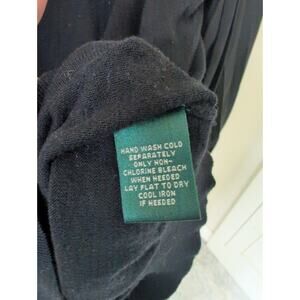 HAND WASH COLD
SEPARATELY
ONLY NON-
CHLORINE BLEACH
WHEN NEEDED
LAY FLAT TO DRY
COOL IRON
IF NEEDED